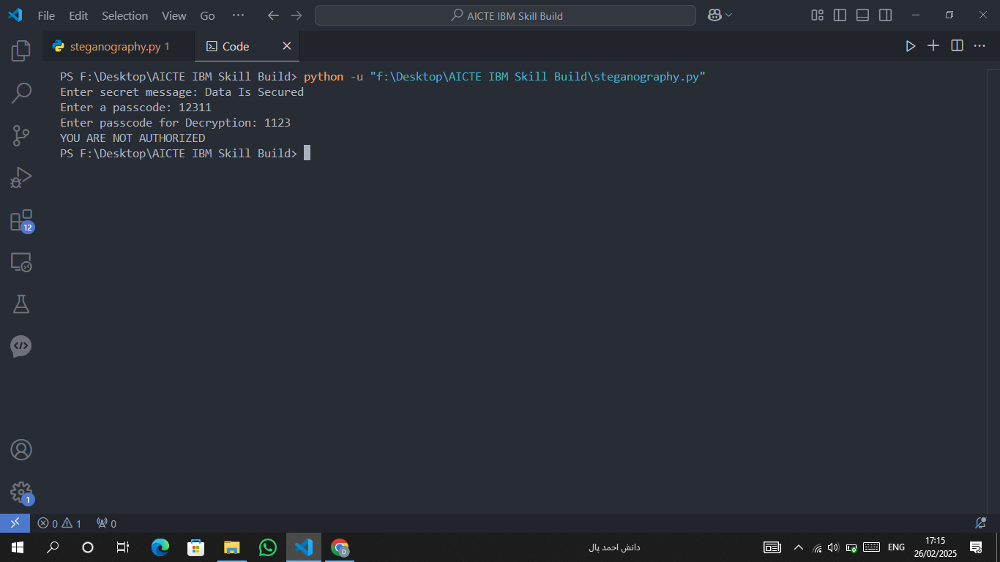 File Edit Selection View Go ··· AICTE IBM Skill Build
steganography.py 1 Code
PS F:\Desktop\AICTE IBM Skill Build> python -u "f:\Desktop\AICTE IBM Skill Build\steganography.py"
Enter secret message: Data Is Secured
Enter a passcode: 12311
Enter passcode for Decryption: 1123
YOU ARE NOT AUTHORIZED
PS F:\Desktop\AICTE IBM Skill Build>
12
1
0 1 0
دانش احمد پال
ENG
17:15
26/02/2025
D